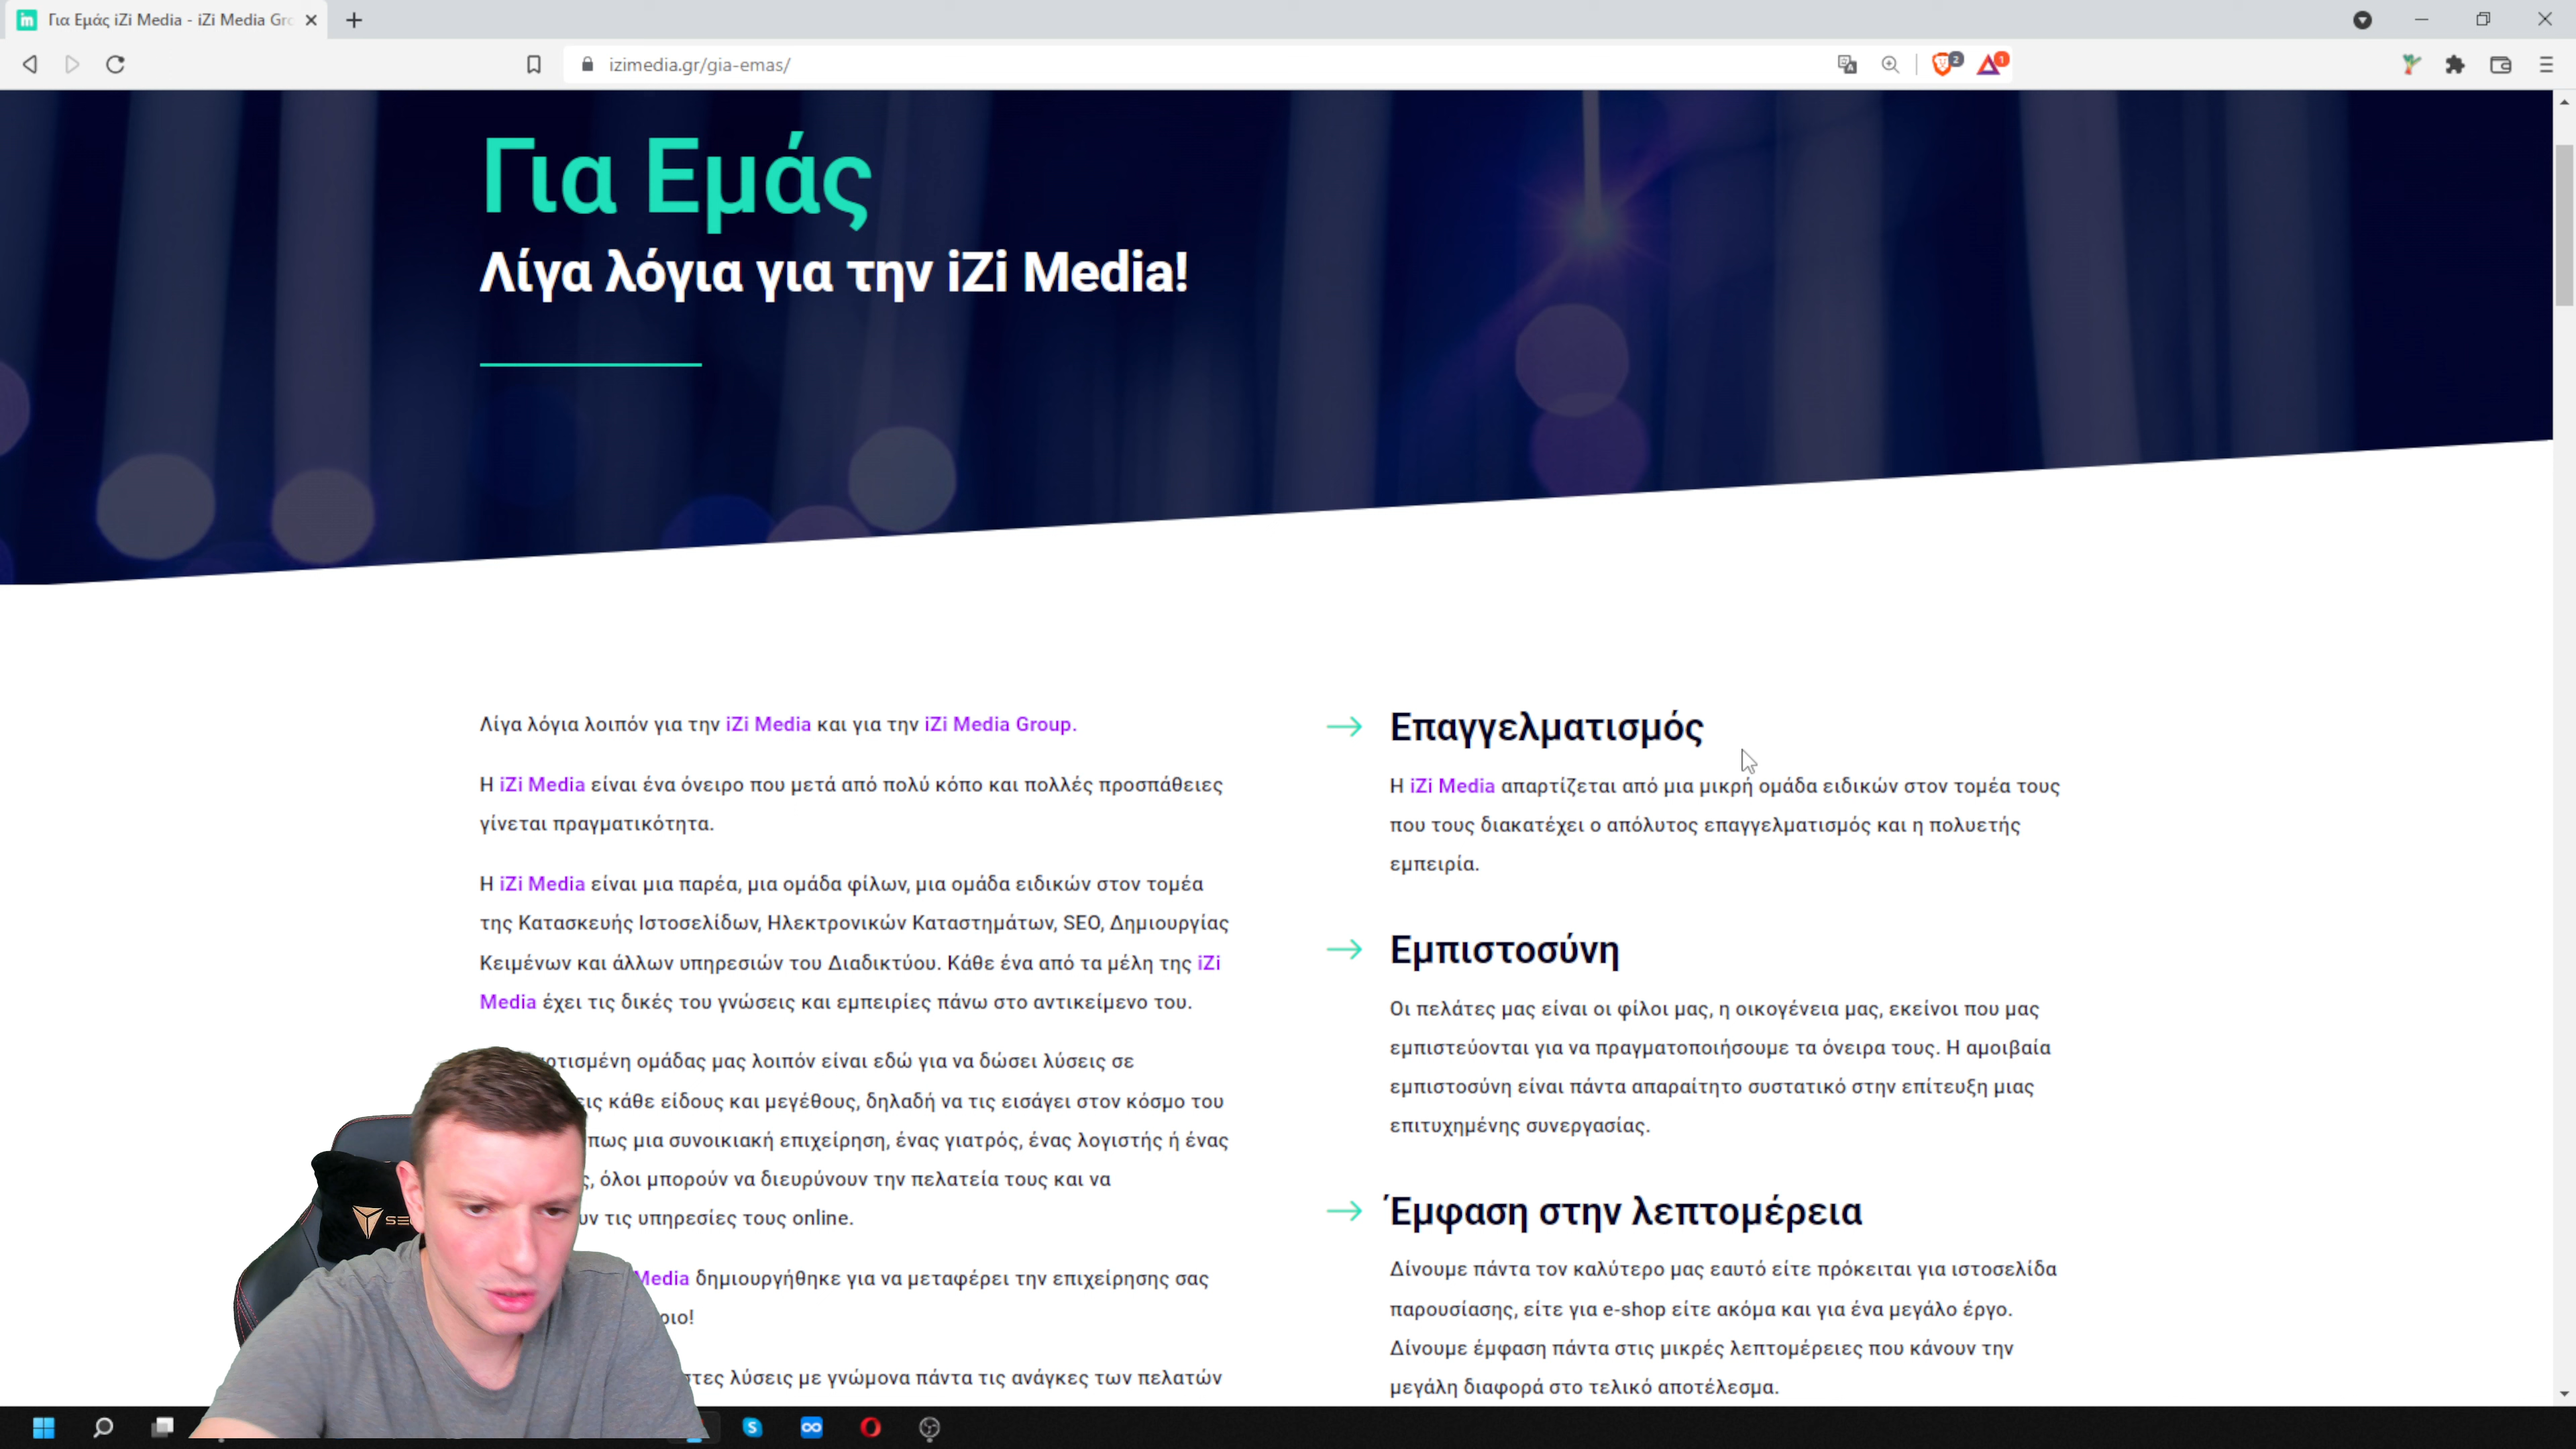 Για Εμάς iZi Media - iZi Media Gro
izimedia.gr/gia-emas/
2
1
Για Εμάς
Λίγα λόγια για την iZi Media!
Λίγα λόγια λοιπόν για την iZi Media και για την iZi Media Group.
Η iZi Media είναι ένα όνειρο που μετά από πολύ κόπο και πολλές προσπάθειες
γίνεται πραγματικότητα.
Η iZi Media είναι μια παρέα, μια ομάδα φίλων, μια ομάδα ειδικών στον τομέα
της Κατασκευής Ιστοσελίδων, Ηλεκτρονικών Καταστημάτων, SEO, Δημιουργίας
Κειμένων και άλλων υπηρεσιών του Διαδικτύου. Κάθε ένα από τα μέλη της iZi
Media έχει τις δικές του γνώσεις και εμπειρίες πάνω στο αντικείμενο του.
ομάδας μας λοιπόν είναι εδώ για να δώσει λύσεις σε
κάθε είδους και μεγέθους, δηλαδή να τις εισάγει στον κόσμο του
μια συνοικιακή επιχείρηση, ένας γιατρός, ένας λογιστής ή ένας
όλοι μπορούν να διευρύνουν την πελατεία τους και να
τις υπηρεσίες τους online.
Media δημιουργήθηκε για να μεταφέρει την επιχείρησης σας
λύσεις με γνώμονα πάντα τις ανάγκες των πελατών
Επαγγελματισμός
Η iZi Media απαρτίζεται από μια μικρή ομάδα ειδικών στον τομέα τους
που τους διακατέχει ο απόλυτος επαγγελματισμός και η πολυετής
εμπειρία.
Εμπιστοσύνη
Οι πελάτες μας είναι οι φίλοι μας, η οικογένεια μας, εκείνοι που μας
εμπιστεύονται για να πραγματοποιήσουμε τα όνειρα τους. Η αμοιβαία
εμπιστοσύνη είναι πάντα απαραίτητο συστατικό στην επίτευξη μιας
επιτυχημένης συνεργασίας.
Έμφαση στην λεπτομέρεια
Δίνουμε πάντα τον καλύτερο μας εαυτό είτε πρόκειται για ιστοσελίδα
παρουσίασης, είτε για e-shop είτε ακόμα και για ένα μεγάλο έργο.
Δίνουμε έμφαση πάντα στις μικρές λεπτομέρειες που κάνουν την
μεγάλη διαφορά στο τελικό αποτέλεσμα.